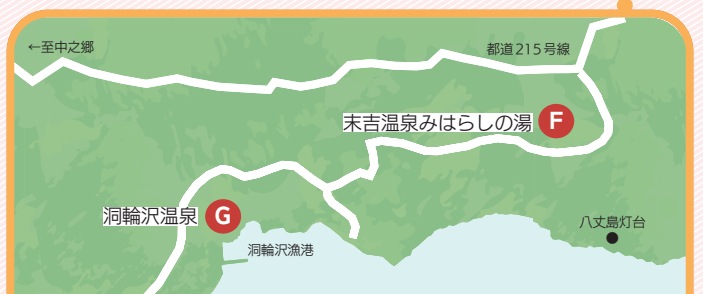 ←至中之郷
都道215号線
末吉温泉みはらしの湯 F
洞輪沢温泉 G
八丈島灯台
洞輪沢漁港